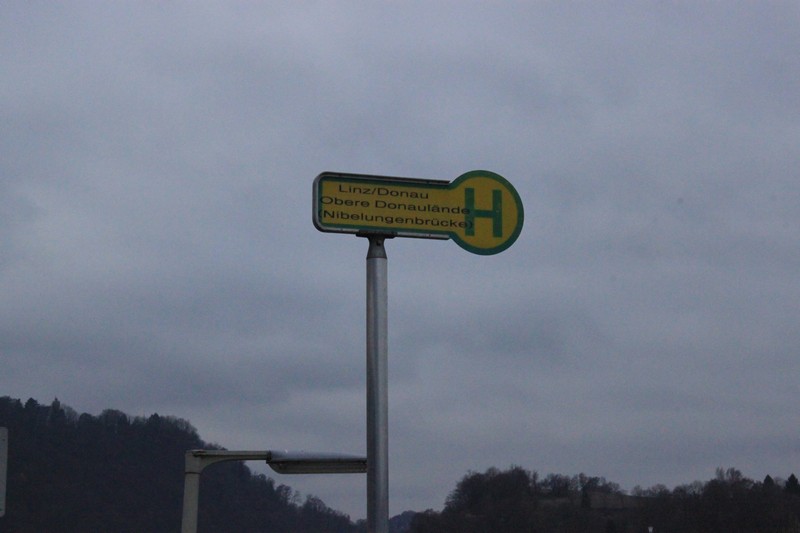 Linz/Donau
Obere Donaulände
(Nibelungenbrücke)
H